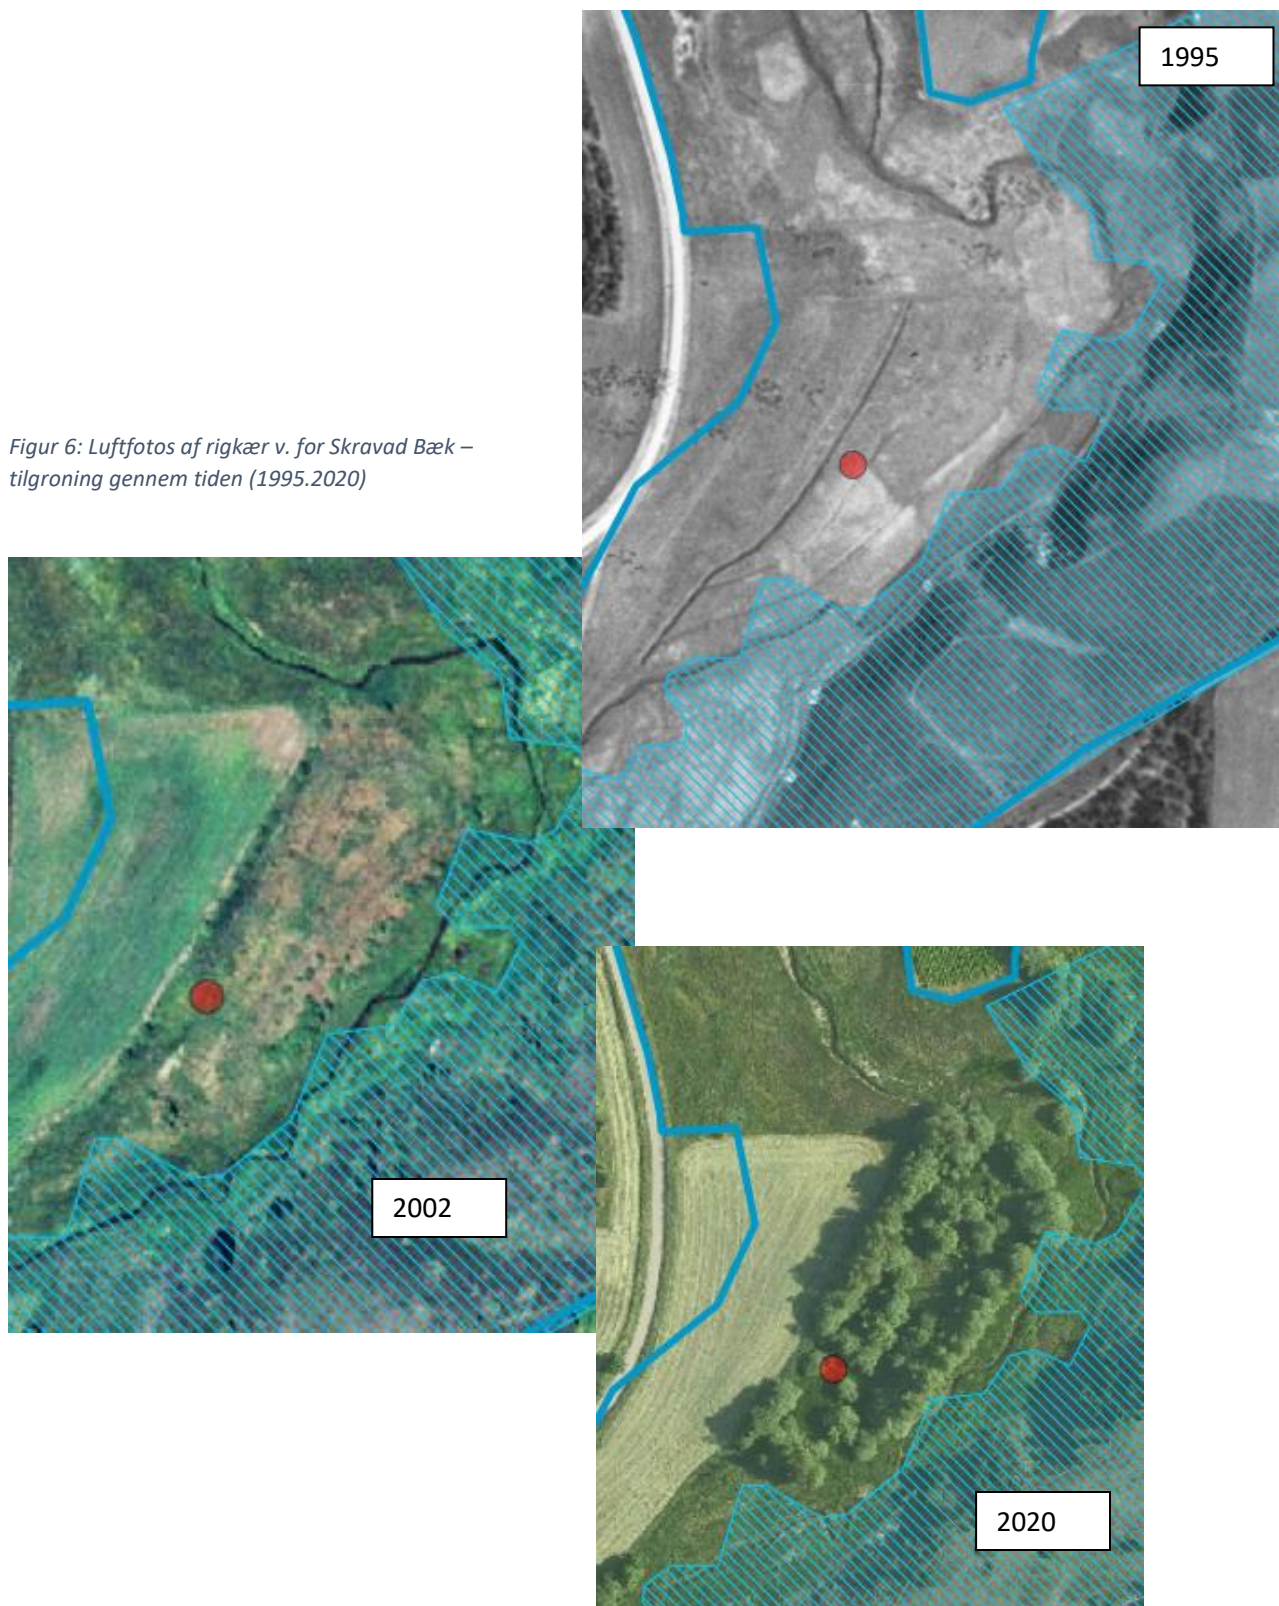 1995
Figur 6: Luftfotos af rigkær v. for Skravad Bæk –
tilgroning gennem tiden (1995.2020)
2002
2020